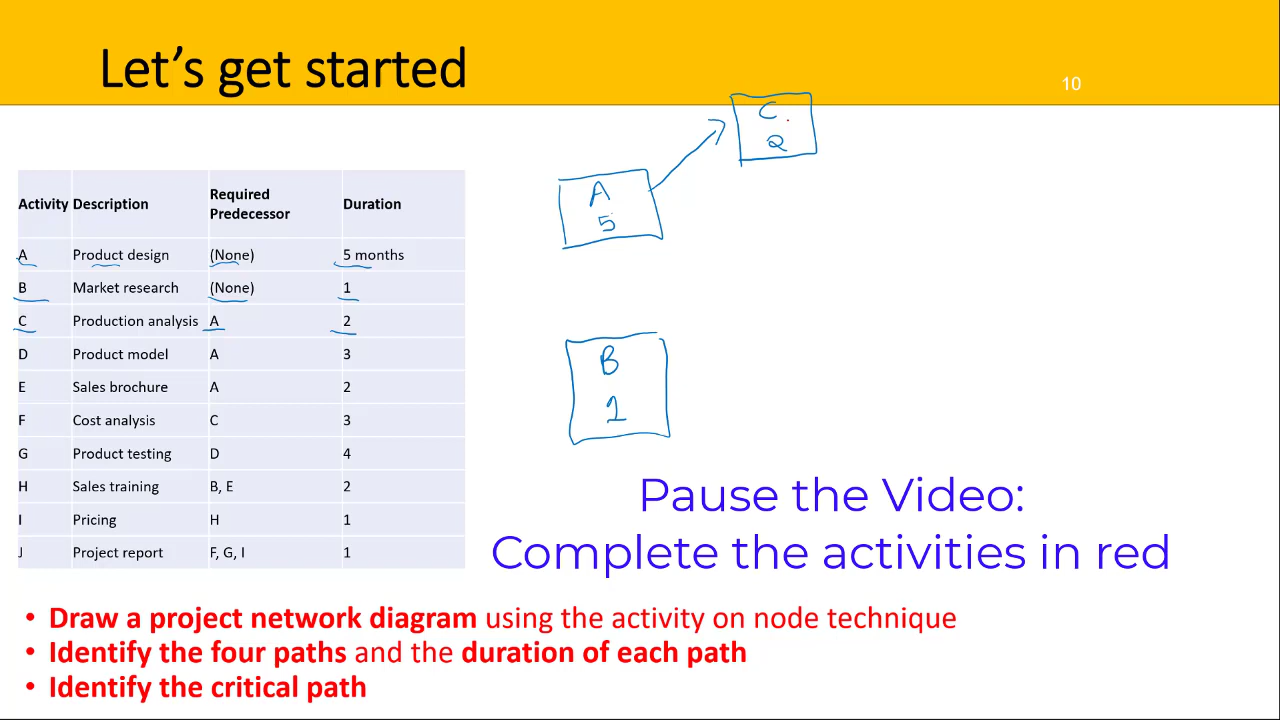 Let's get started
10
C
2
A
5
B
1
Activity Description Required Predecessor Duration
A Product design (None) 5 months
B Market research (None) 1
C Production analysis A 2
D Product model A 3
E Sales brochure A 2
F Cost analysis C 3
G Product testing D 4
H Sales training B, E 2
I Pricing H 1
J Project report F, G, I 1
Pause the Video:
Complete the activities in red
• Draw a project network diagram using the activity on node technique
• Identify the four paths and the duration of each path
• Identify the critical path